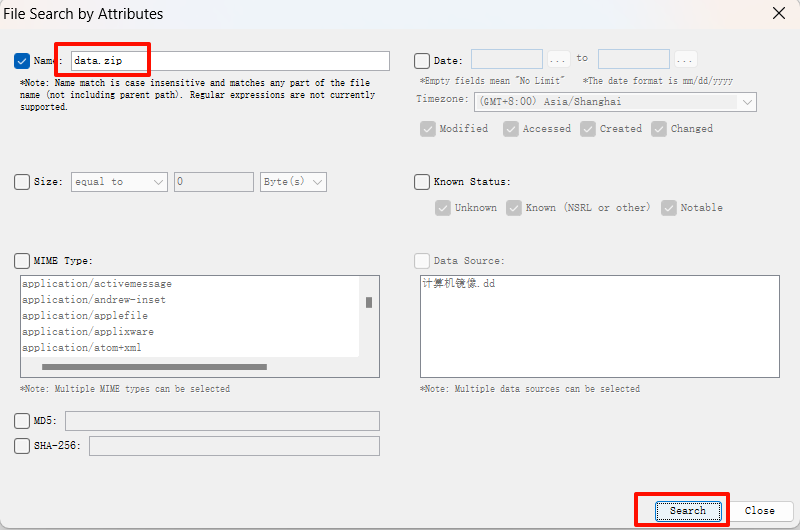 File Search by Attributes
Name: data.zip
*Note: Name match is case insensitive and matches any part of the file
name (not including parent path). Regular expressions are not currently
supported.
Date: ... to ...
*Empty fields mean "No Limit" *The date format is mm/dd/yyyy
Timezone: (GMT+8:00) Asia/Shanghai
Modified Accessed Created Changed
Size: equal to 0 Byte(s)
Known Status:
Unknown Known (NSRL or other) Notable
MIME Type:
application/activemessage
application/andrew-inset
application/applefile
application/applixware
application/atom+xml
*Note: Multiple MIME types can be selected
Data Source:
计算机镜像.dd
*Note: Multiple data sources can be selected
MD5:
SHA-256:
Search Close